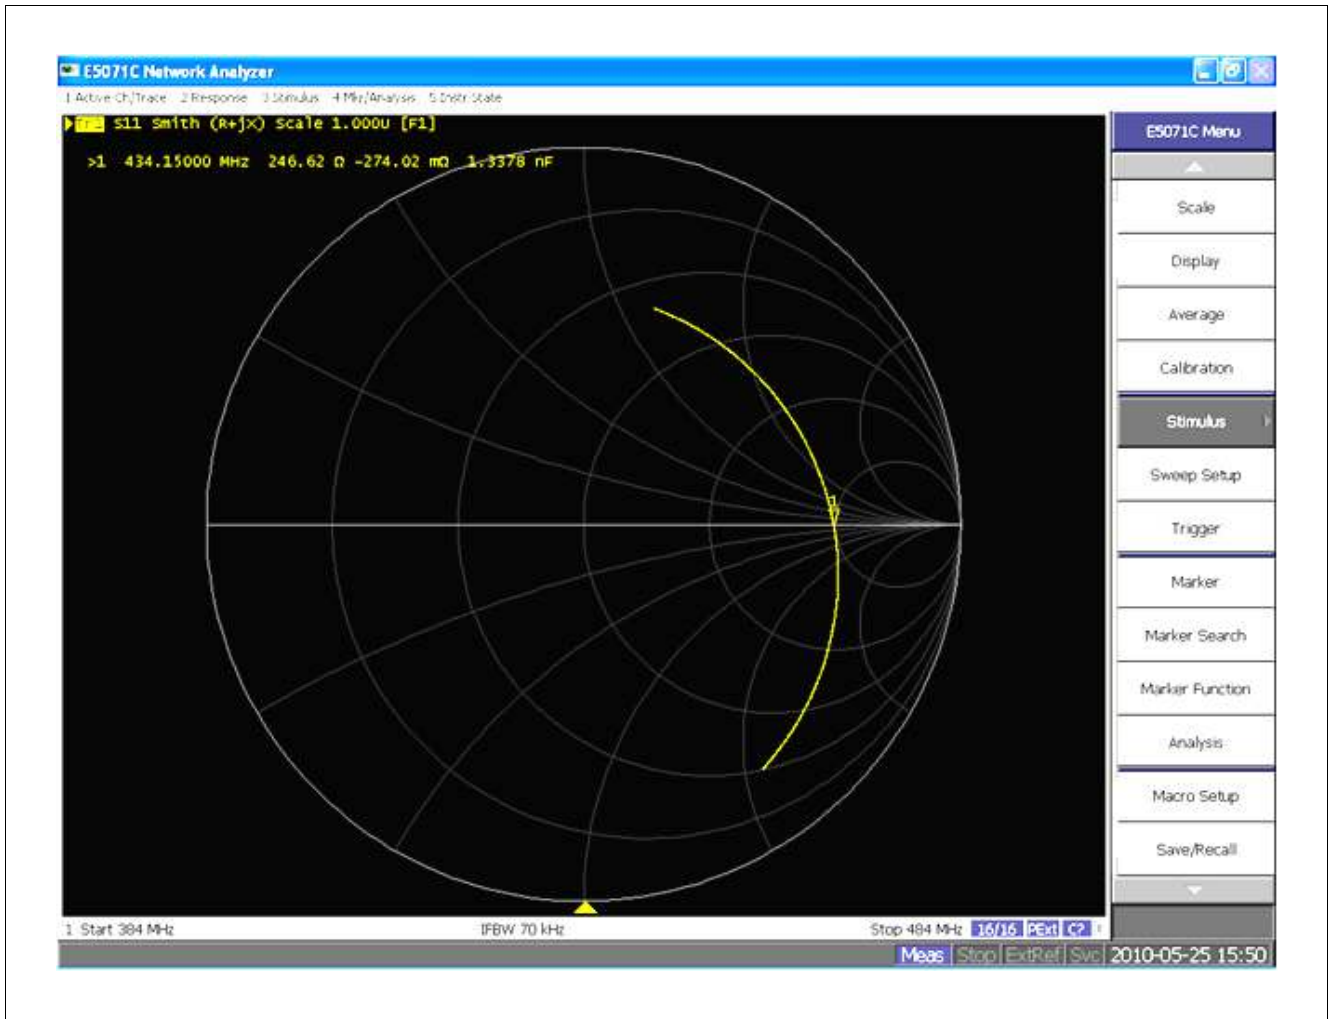 E5071C Network Analyzer
1 Active Ch/Trace 2 Response 3 Stimulus 4 Mkr/Analysis 5 Instr State
Tr1 S11 Smith (R+jX) Scale 1.000U [F1]
>1 434.15000 MHz 246.62 Ω -274.02 mΩ 1.3378 nF
1
E5071C Menu
Scale
Display
Average
Calibration
Stimulus
Sweep Setup
Trigger
Marker
Marker Search
Marker Function
Analysis
Macro Setup
Save/Recall
1 Start 384 MHz IFBW 70 kHz Stop 484 MHz 16/16 PExt C?
Meas Stop ExtRef Svc 2010-05-25 15:50